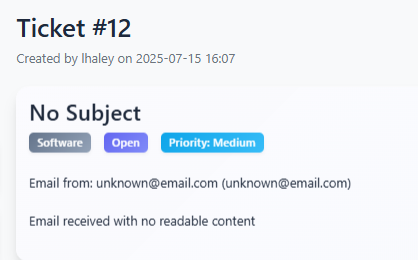 Ticket #12
Created by lhaley on 2025-07-15 16:07
No Subject
Software Open Priority: Medium
Email from: unknown@email.com (unknown@email.com)
Email received with no readable content